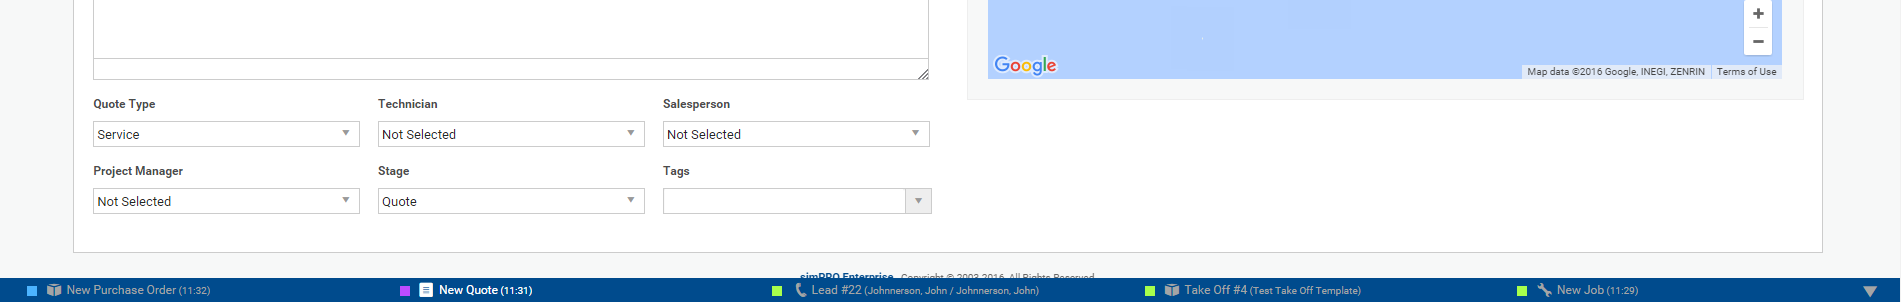 +
−
Google
Map data ©2016 Google, INEGI, ZENRIN
Terms of Use
Quote Type
Technician
Salesperson
Service
Not Selected
Not Selected
Project Manager
Stage
Tags
Not Selected
Quote
simPRO Enterprise Copyright © 2003-2016. All Rights Reserved
New Purchase Order (11:32)
New Quote (11:31)
Lead #22 (Johnnerson, John / Johnnerson, John)
Take Off #4 (Test Take Off Template)
New Job (11:29)